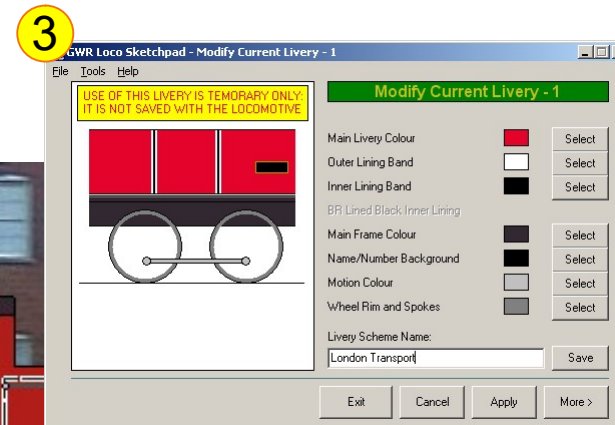 3
GWR Loco Sketchpad - Modify Current Livery - 1
File Tools Help
USE OF THIS LIVERY IS TEMORARY ONLY:
IT IS NOT SAVED WITH THE LOCOMOTIVE
Modify Current Livery - 1
Main Livery Colour Select
Outer Lining Band Select
Inner Lining Band Select
BR Lined Black Inner Lining
Main Frame Colour Select
Name/Number Background Select
Motion Colour Select
Wheel Rim and Spokes Select
Livery Scheme Name:
London Transport Save
Exit Cancel Apply More >